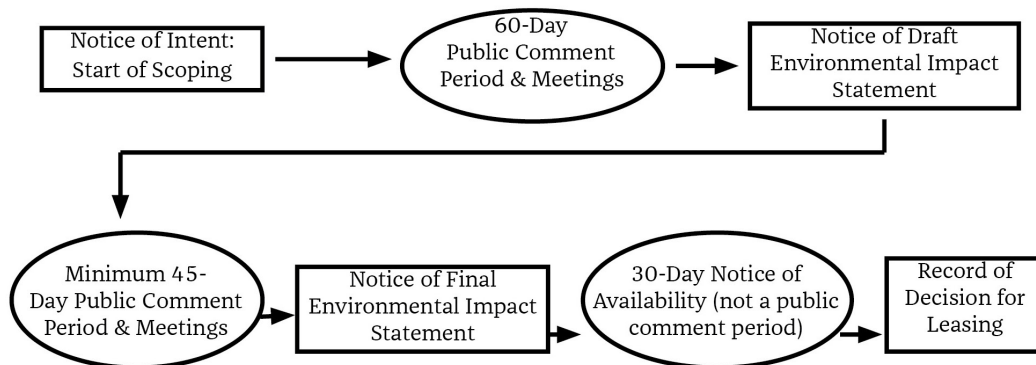 Notice of Intent:
Start of Scoping
60-Day
Public Comment
Period & Meetings
Notice of Draft
Environmental Impact
Statement
Minimum 45-
Day Public Comment
Period & Meetings
Notice of Final
Environmental Impact
Statement
30-Day Notice of
Availability (not a public
comment period)
Record of
Decision for
Leasing